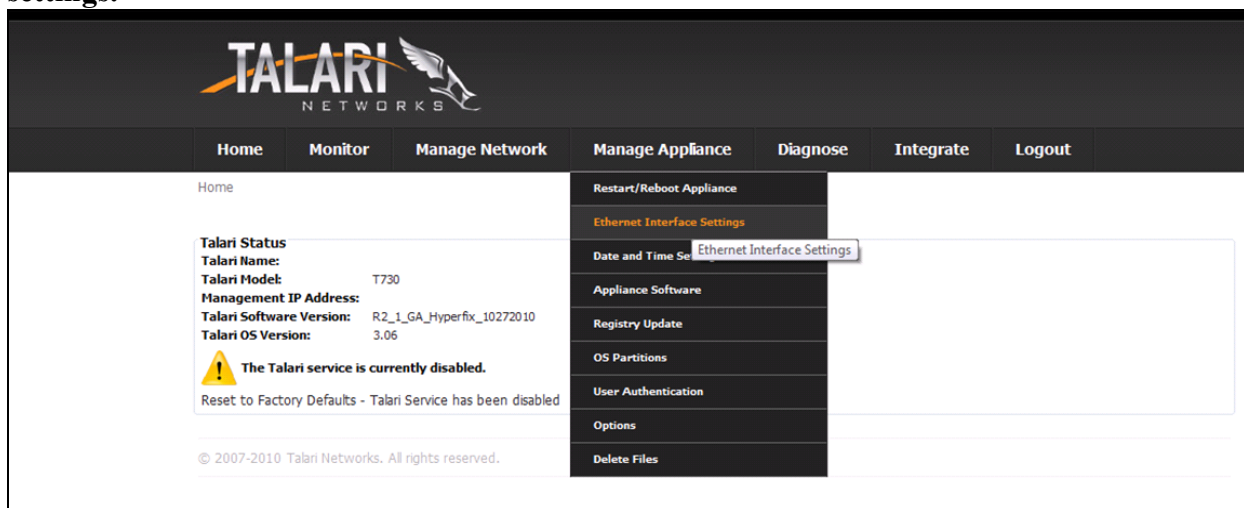 settings.
TALARI
NETWORKS
Home Monitor Manage Network Manage Appliance Diagnose Integrate Logout
Home
Restart/Reboot Appliance
Ethernet Interface Settings
Ethernet Interface Settings
Date and Time Se
Appliance Software
Registry Update
OS Partitions
User Authentication
Options
Delete Files
Talari Status
Talari Name:
Talari Model: T730
Management IP Address:
Talari Software Version: R2_1_GA_Hyperfix_10272010
Talari OS Version: 3.06
The Talari service is currently disabled.
Reset to Factory Defaults - Talari Service has been disabled
© 2007-2010 Talari Networks. All rights reserved.